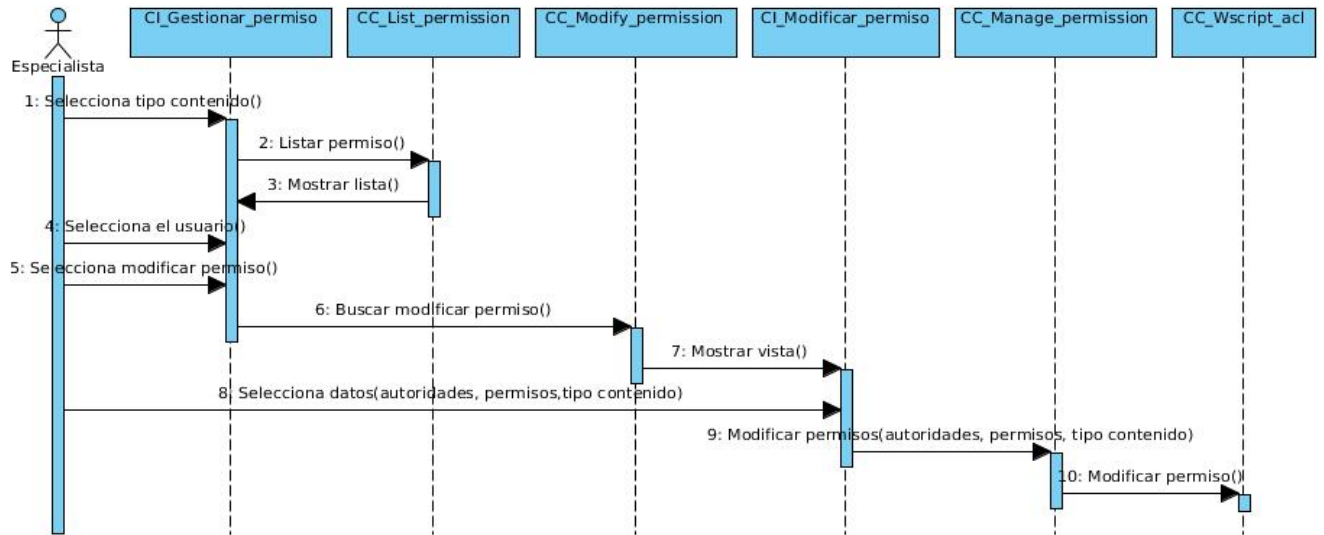 CI_Gestionar_permiso
CC_List_permission
CC_Modify_permission
CI_Modificar_permiso
CC_Manage_permission
CC_Wscript_acl
Especialista
1: Selecciona tipo contenido()
2: Listar permiso()
3: Mostrar lista()
4: Selecciona el usuario()
5: Selecciona modificar permiso()
6: Buscar modificar permiso()
7: Mostrar vista()
8: Selecciona datos(autoridades, permisos,tipo contenido)
9: Modificar permisos(autoridades, permisos, tipo contenido)
10: Modificar permiso()